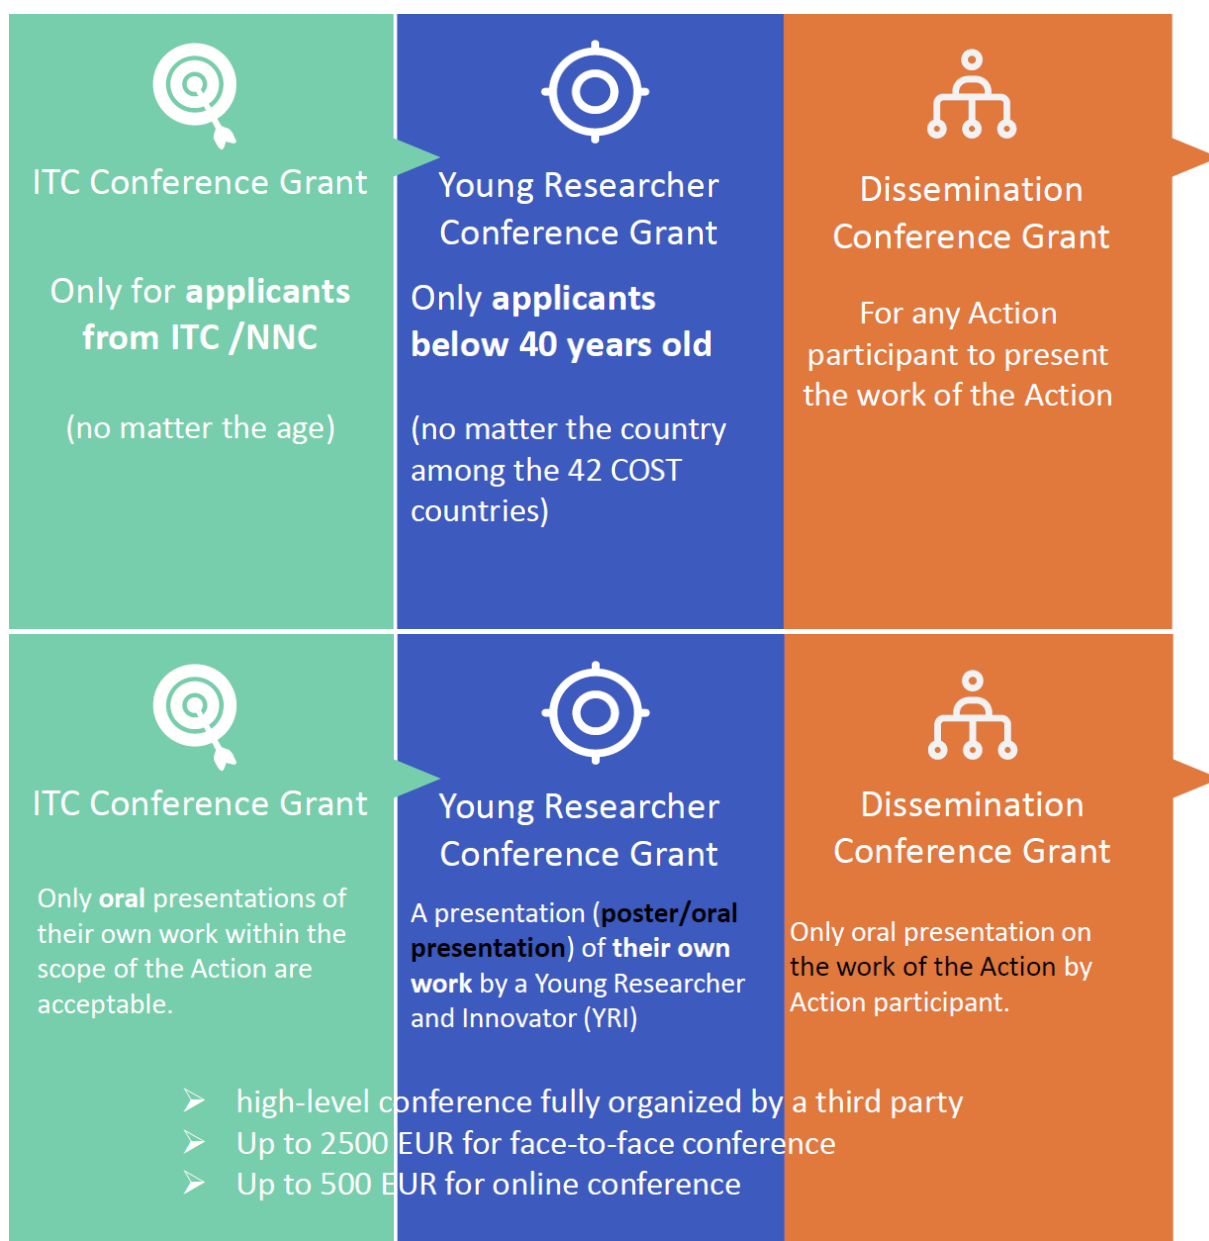 ITC Conference Grant
Only for applicants
from ITC /NNC
(no matter the age)
Young Researcher
Conference Grant
Only applicants
below 40 years old
(no matter the country
among the 42 COST
countries)
Dissemination
Conference Grant
For any Action
participant to present
the work of the Action
ITC Conference Grant
Only oral presentations of
their own work within the
scope of the Action are
acceptable.
Young Researcher
Conference Grant
A presentation (poster/oral
presentation) of their own
work by a Young Researcher
and Innovator (YRI)
Dissemination
Conference Grant
Only oral presentation on
the work of the Action by
Action participant.
➢ high-level conference fully organized by a third party
➢ Up to 2500 EUR for face-to-face conference
➢ Up to 500 EUR for online conference